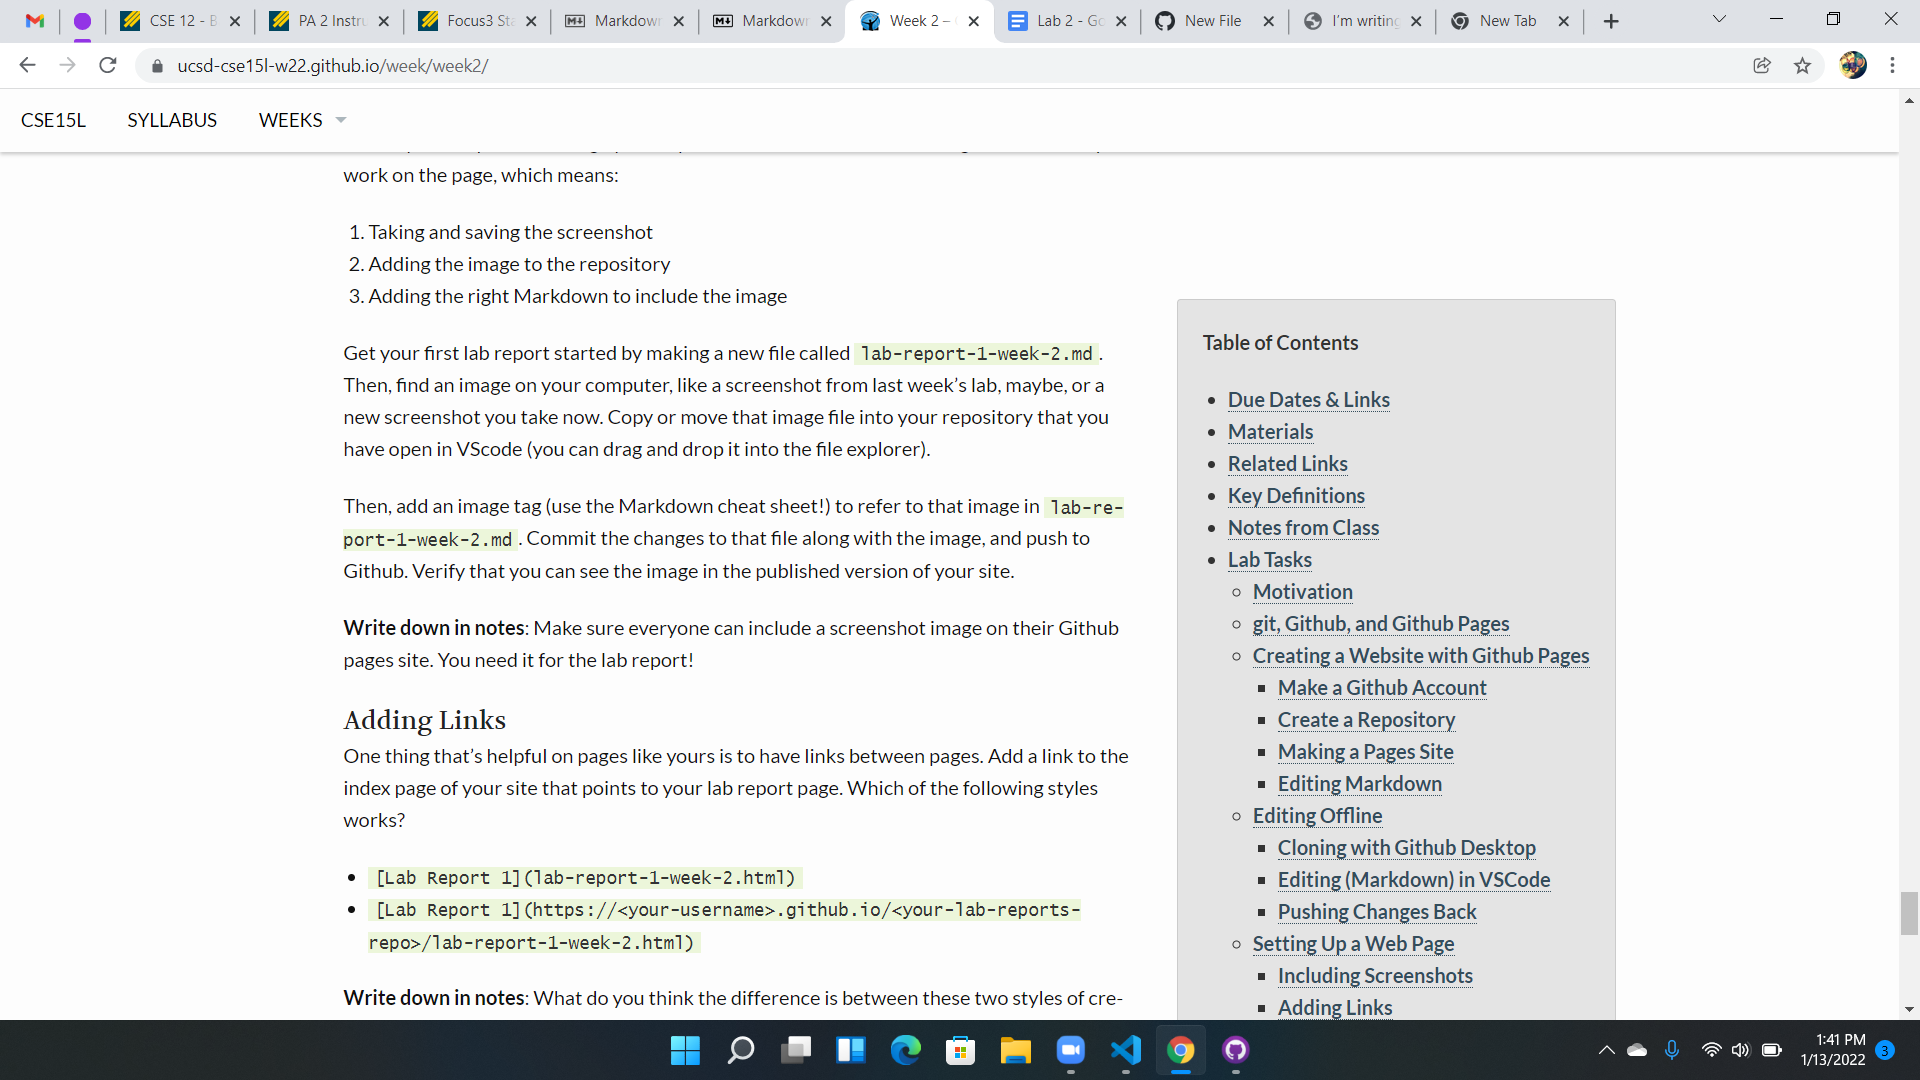 CSE 12 - B
PA 2 Instru
Focus3 Sta
Markdown
Markdown
Week 2 –
Lab 2 - Go
New File
I'm writing
New Tab
ucsd-cse15l-w22.github.io/week/week2/
CSE15L SYLLABUS WEEKS
work on the page, which means:
1. Taking and saving the screenshot
2. Adding the image to the repository
3. Adding the right Markdown to include the image
Get your first lab report started by making a new file called lab-report-1-week-2.md.
Then, find an image on your computer, like a screenshot from last week's lab, maybe, or a
new screenshot you take now. Copy or move that image file into your repository that you
have open in VScode (you can drag and drop it into the file explorer).
Then, add an image tag (use the Markdown cheat sheet!) to refer to that image in lab-re-
port-1-week-2.md. Commit the changes to that file along with the image, and push to
Github. Verify that you can see the image in the published version of your site.
Write down in notes: Make sure everyone can include a screenshot image on their Github
pages site. You need it for the lab report!
Adding Links
One thing that's helpful on pages like yours is to have links between pages. Add a link to the
index page of your site that points to your lab report page. Which of the following styles
works?
[Lab Report 1](lab-report-1-week-2.html)
[Lab Report 1](https://<your-username>.github.io/<your-lab-reports-
repo>/lab-report-1-week-2.html)
Write down in notes: What do you think the difference is between these two styles of cre-
Table of Contents
Due Dates & Links
Materials
Related Links
Key Definitions
Notes from Class
Lab Tasks
Motivation
git, Github, and Github Pages
Creating a Website with Github Pages
Make a Github Account
Create a Repository
Making a Pages Site
Editing Markdown
Editing Offline
Cloning with Github Desktop
Editing (Markdown) in VSCode
Pushing Changes Back
Setting Up a Web Page
Including Screenshots
Adding Links
1:41 PM
1/13/2022
3